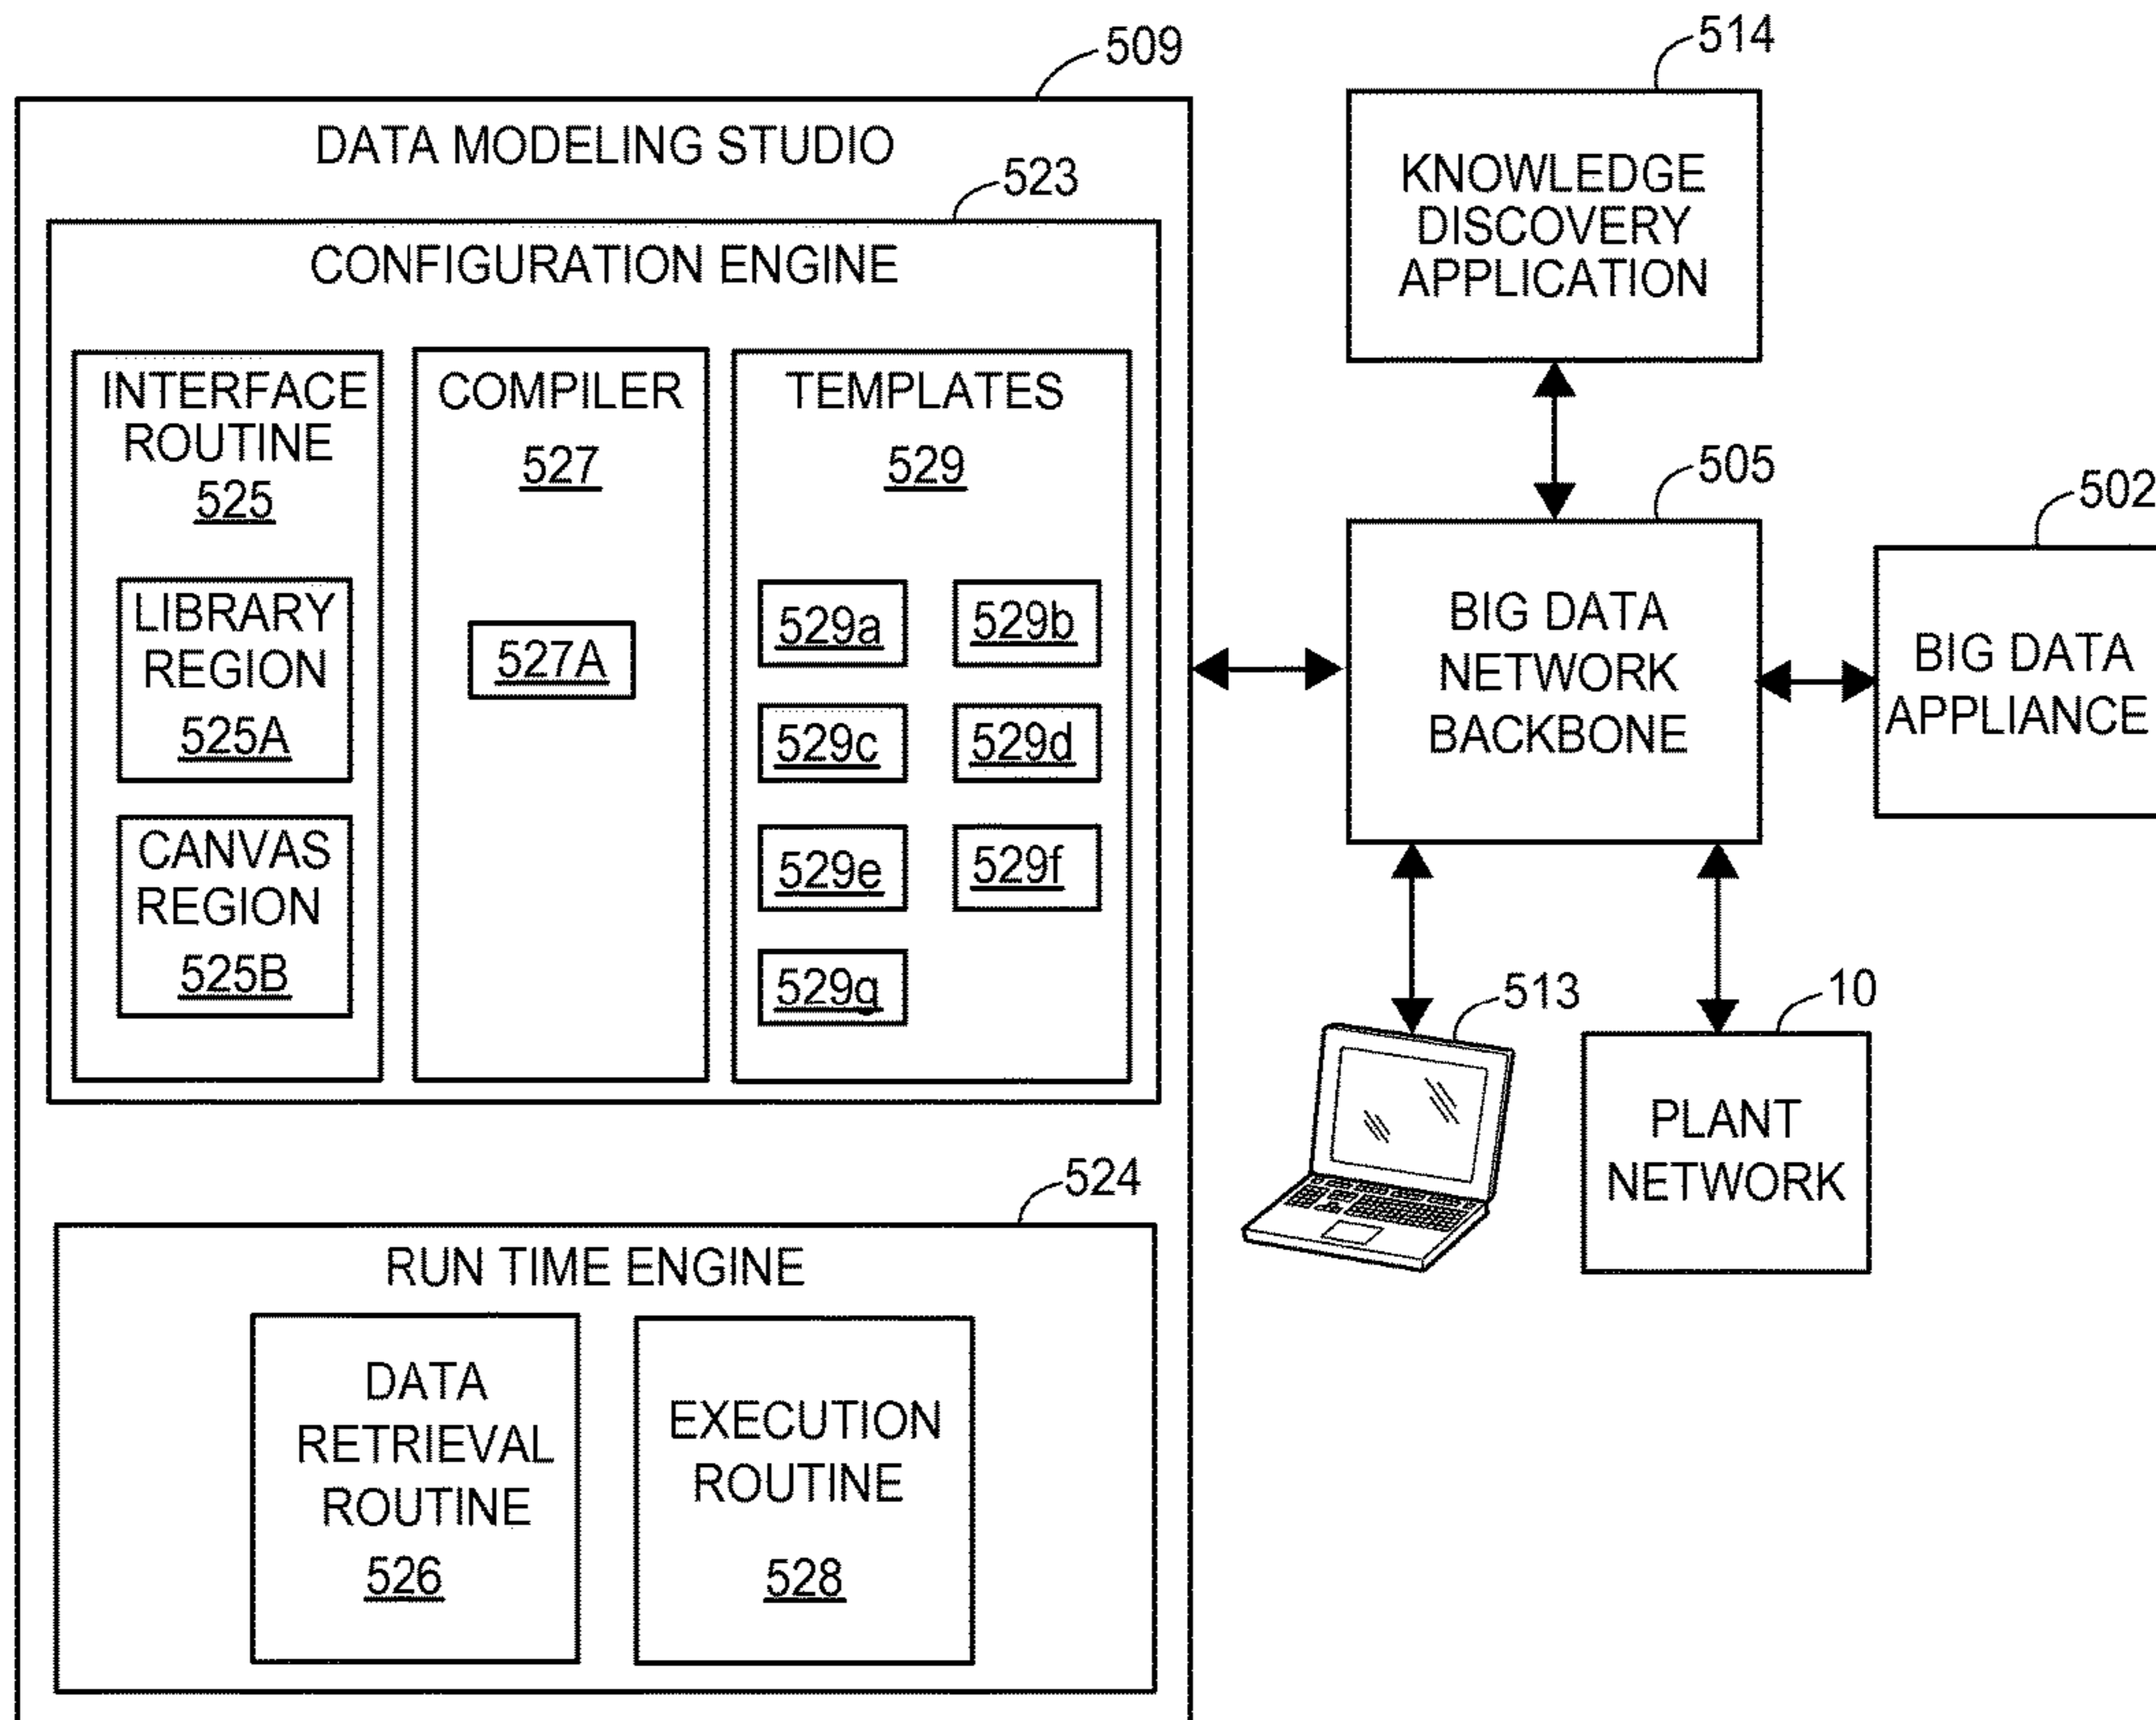 509
DATA MODELING STUDIO
523
CONFIGURATION ENGINE
INTERFACE
ROUTINE
525
LIBRARY
REGION
525A
CANVAS
REGION
525B
COMPILER
527
527A
TEMPLATES
529
529a
529b
529c
529d
529e
529f
529g
524
RUN TIME ENGINE
DATA
RETRIEVAL
ROUTINE
526
EXECUTION
ROUTINE
528
514
KNOWLEDGE
DISCOVERY
APPLICATION
505
BIG DATA
NETWORK
BACKBONE
502
BIG DATA
APPLIANCE
513
10
PLANT
NETWORK